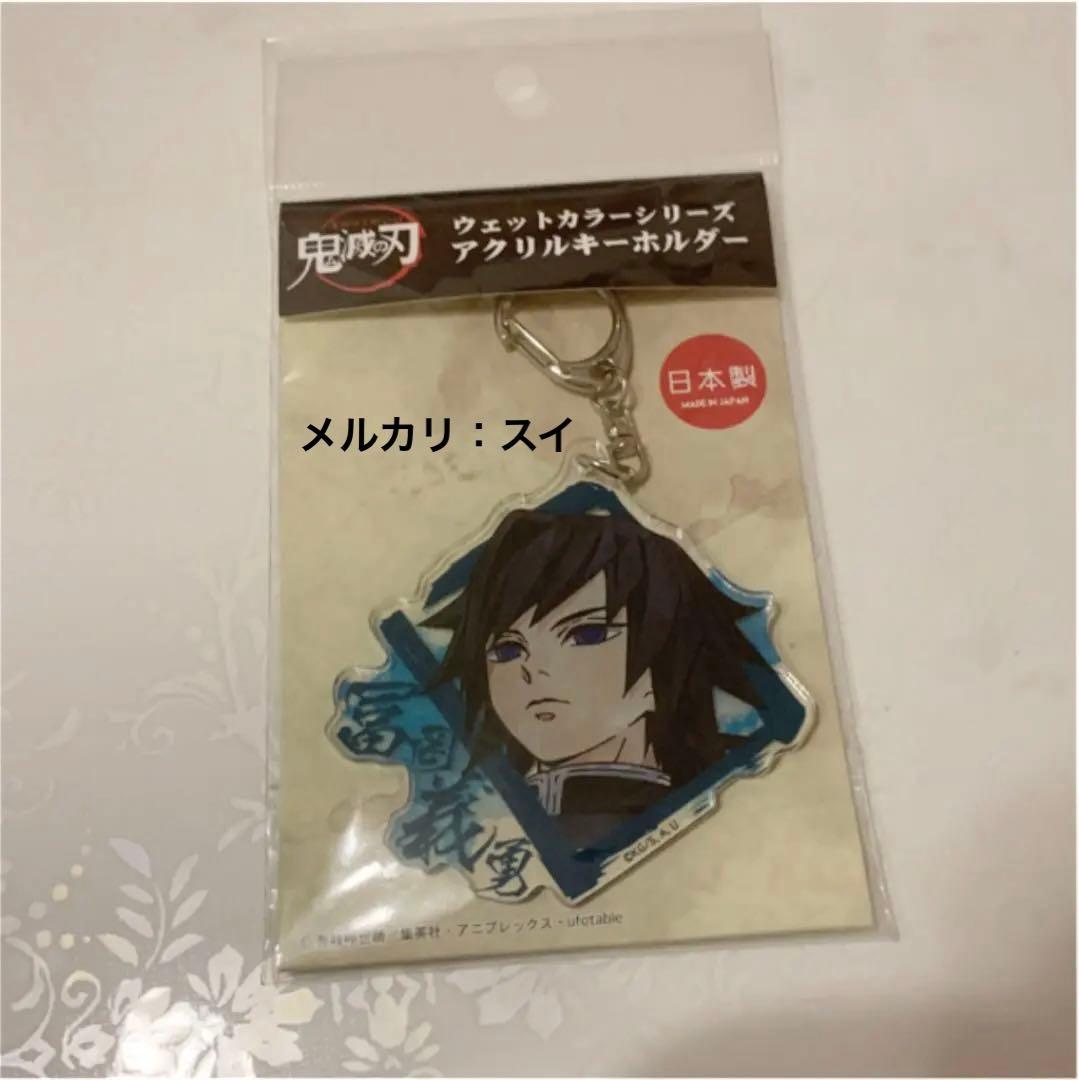 鬼滅の刃
ウェットカラーシリーズ
アクリルキーホルダー
日本製
MADE IN JAPAN
メルカリ：スイ
冨岡義勇
©KG/S,A,U
©吾峠呼世晴／集英社・アニプレックス・ufotable